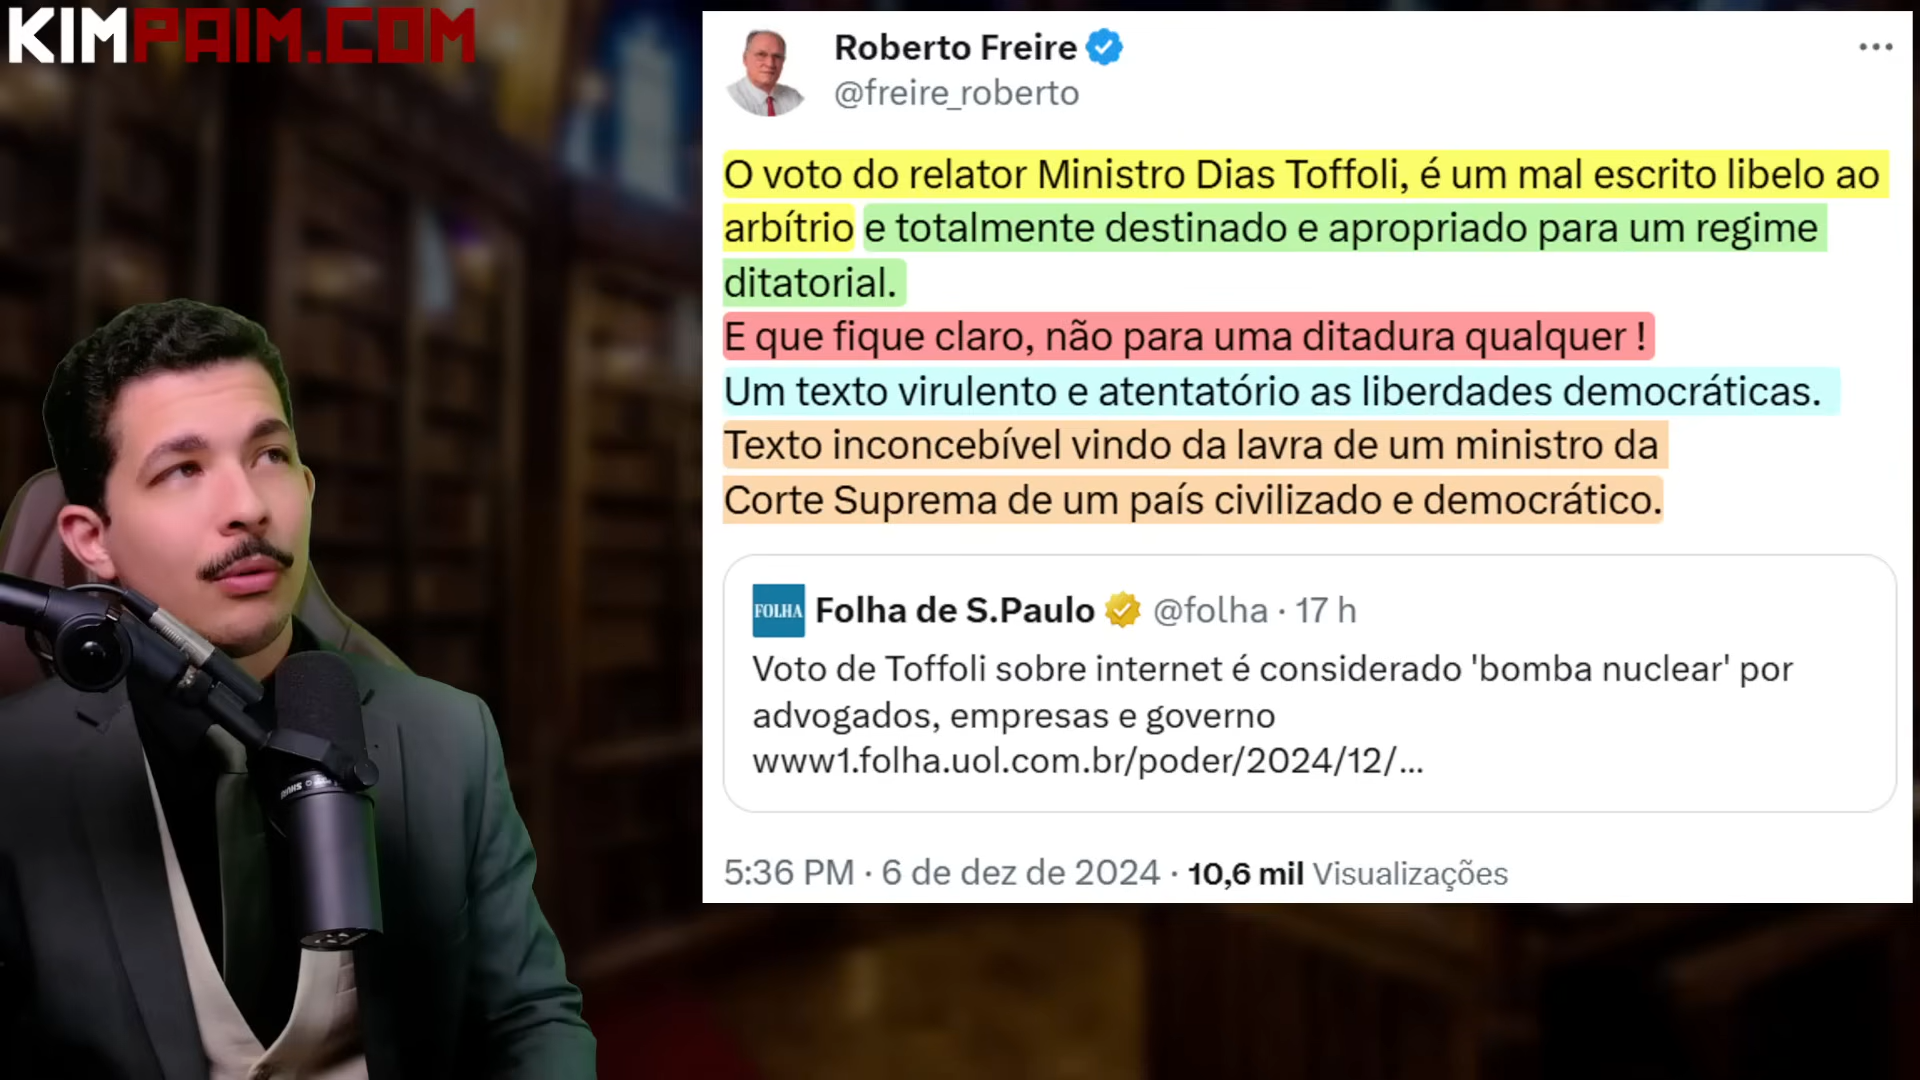 KIMPAIM.COM
Roberto Freire
@freire_roberto
O voto do relator Ministro Dias Toffoli, é um mal escrito libelo ao
arbítrio e totalmente destinado e apropriado para um regime
ditatorial.
E que fique claro, não para uma ditadura qualquer !
Um texto virulento e atentatório as liberdades democráticas.
Texto inconcebível vindo da lavra de um ministro da
Corte Suprema de um país civilizado e democrático.
FOLHA Folha de S.Paulo @folha · 17 h
Voto de Toffoli sobre internet é considerado 'bomba nuclear' por
advogados, empresas e governo
www1.folha.uol.com.br/poder/2024/12/...
5:36 PM · 6 de dez de 2024 · 10,6 mil Visualizações